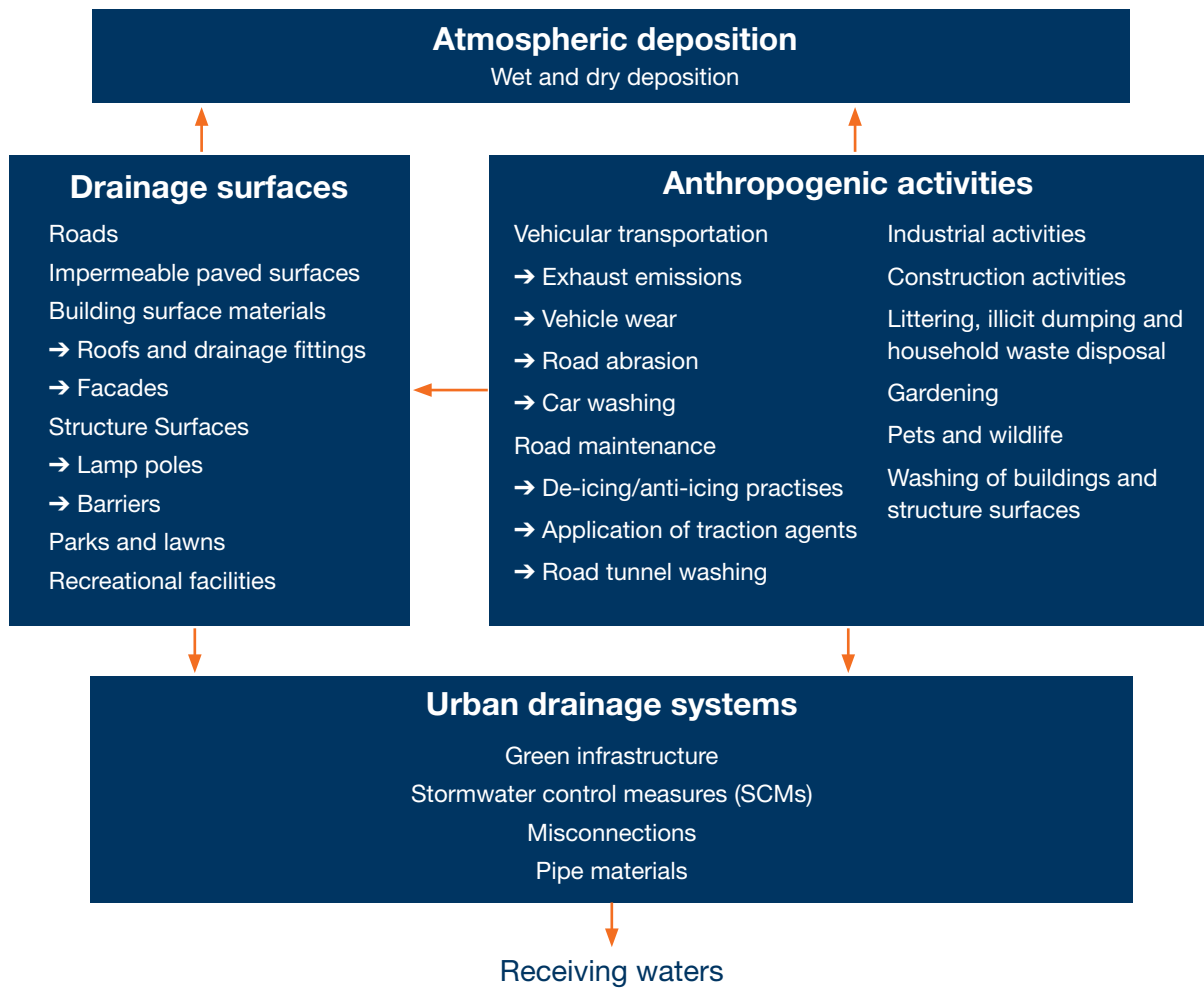 Atmospheric deposition
Wet and dry deposition
Drainage surfaces
Roads
Impermeable paved surfaces
Building surface materials
➔ Roofs and drainage fittings
➔ Facades
Structure Surfaces
➔ Lamp poles
➔ Barriers
Parks and lawns
Recreational facilities
Anthropogenic activities
Vehicular transportation
➔ Exhaust emissions
➔ Vehicle wear
➔ Road abrasion
➔ Car washing
Road maintenance
➔ De-icing/anti-icing practises
➔ Application of traction agents
➔ Road tunnel washing
Industrial activities
Construction activities
Littering, illicit dumping and
household waste disposal
Gardening
Pets and wildlife
Washing of buildings and
structure surfaces
Urban drainage systems
Green infrastructure
Stormwater control measures (SCMs)
Misconnections
Pipe materials
Receiving waters